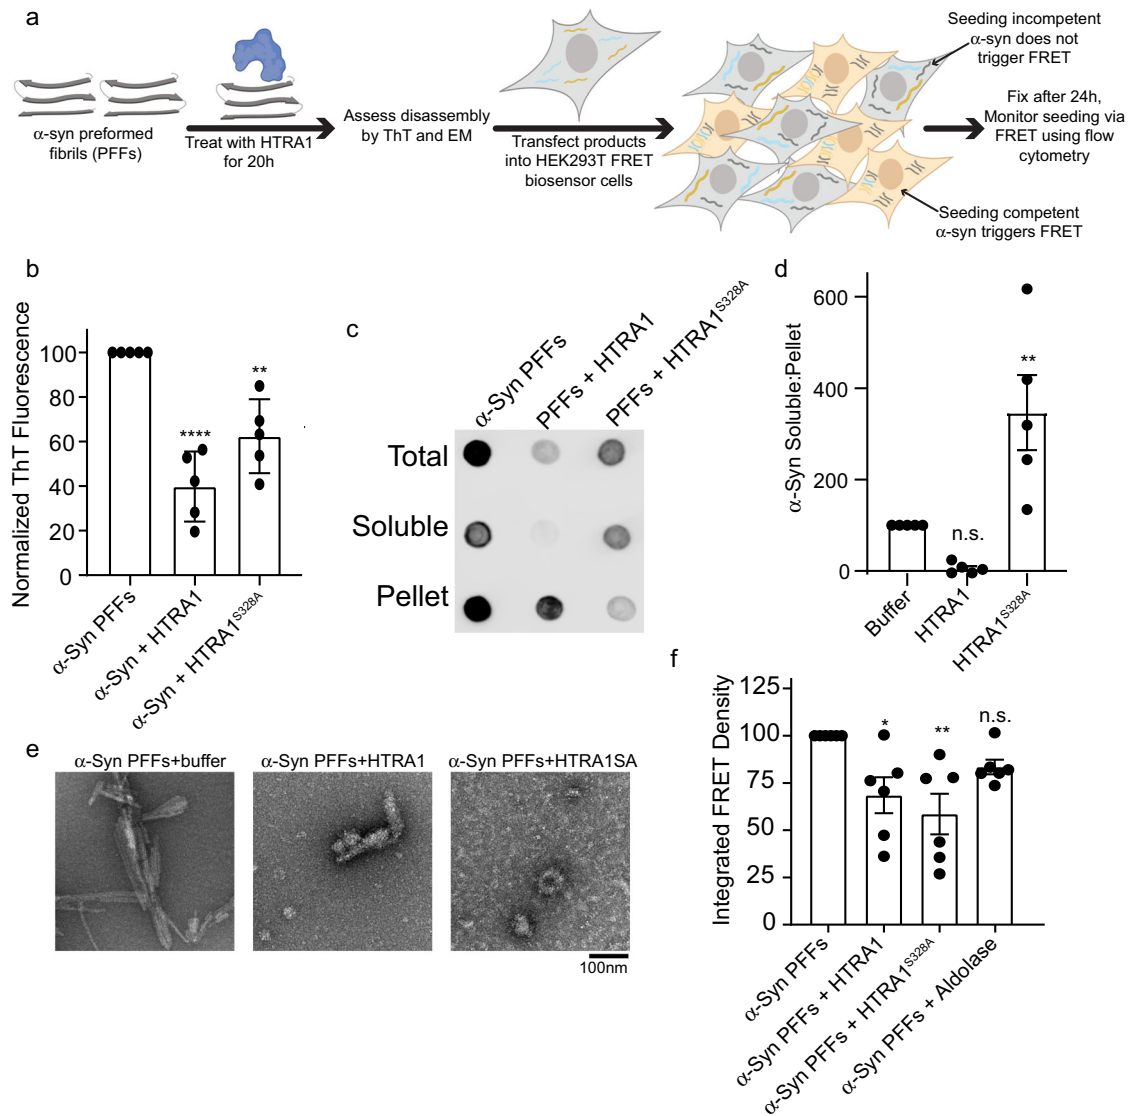 a
α-syn preformed
fibrils (PFFs)
Treat with HTRA1
for 20h
Assess disassembly
by ThT and EM
Transfect products
into HEK293T FRET
biosensor cells
Seeding incompetent
α-syn does not
trigger FRET
Fix after 24h,
Monitor seeding via
FRET using flow
cytometry
Seeding competent
α-syn triggers FRET
b
Normalized ThT Fluorescence
100
80
60
40
20
0
****
**
α-Syn PFFs
α-Syn + HTRA1
α-Syn + HTRA1S328A
c
α-Syn PFFs
PFFs + HTRA1
PFFs + HTRA1S328A
Total
Soluble
Pellet
d
α-Syn Soluble:Pellet
600
400
200
0
n.s.
**
Buffer
HTRA1
HTRA1S328A
e
α-Syn PFFs+buffer
α-Syn PFFs+HTRA1
α-Syn PFFs+HTRA1SA
100nm
f
Integrated FRET Density
125
100
75
50
25
0
*
**
n.s.
α-Syn PFFs
α-Syn PFFs + HTRA1
α-Syn PFFs + HTRA1S328A
α-Syn PFFs + Aldolase